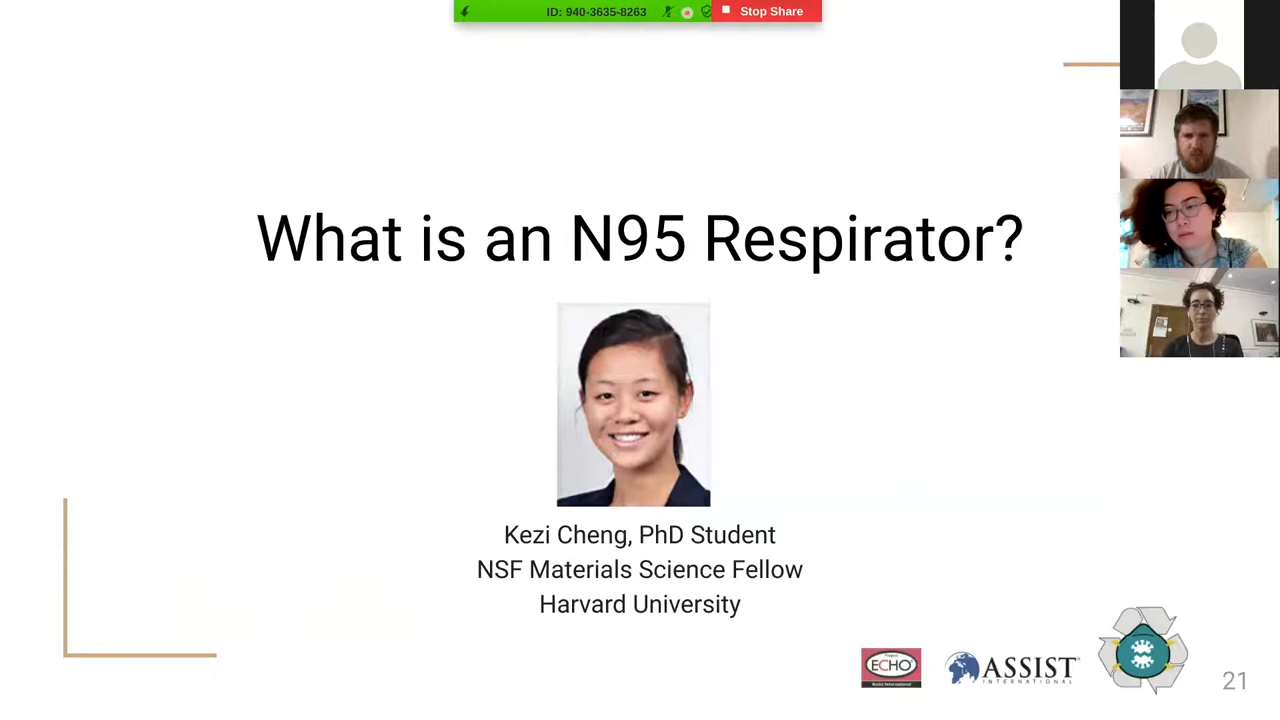 ID: 940-3635-8263
Stop Share
What is an N95 Respirator?
Kezi Cheng, PhD Student
NSF Materials Science Fellow
Harvard University
ECHO
ASSIST
INTERNATIONAL
21